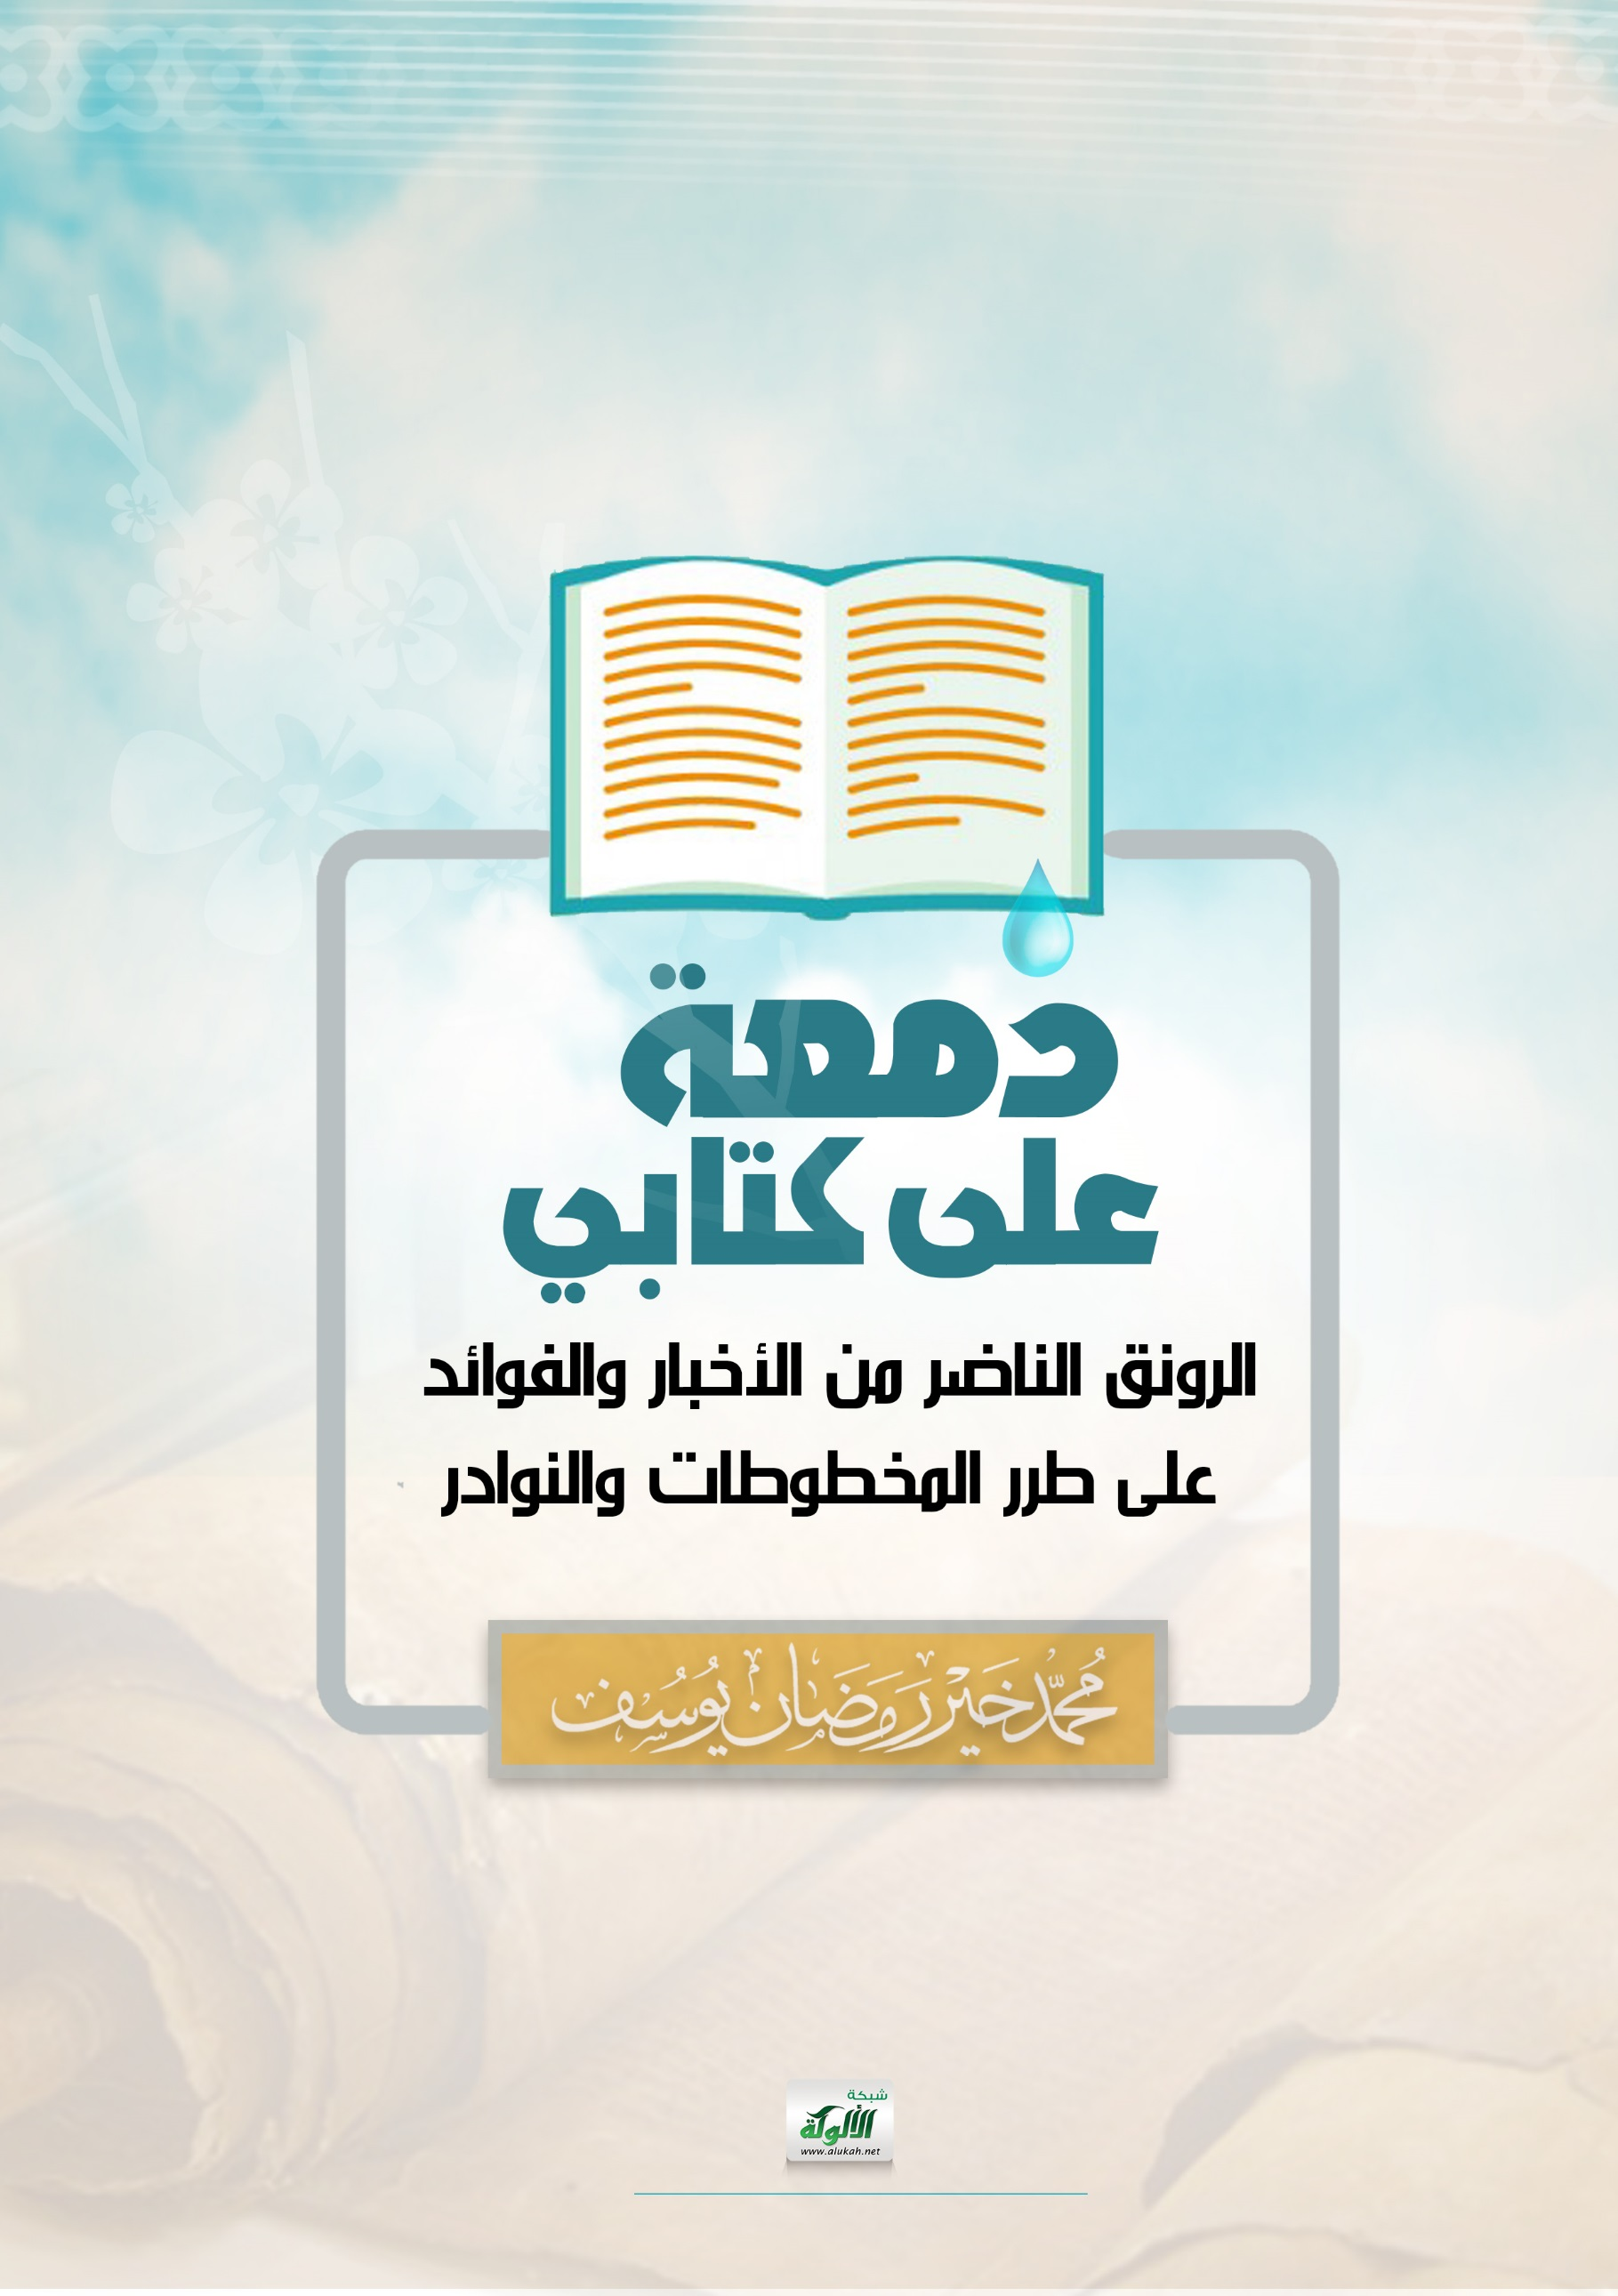 دمعة
على كتابي
الرونق الناضر من الأخبار والفوائد
على طرر المخطوطات والنوادر
محمد خير رمضان يوسف
شبكة
الألوكة
www.alukah.net